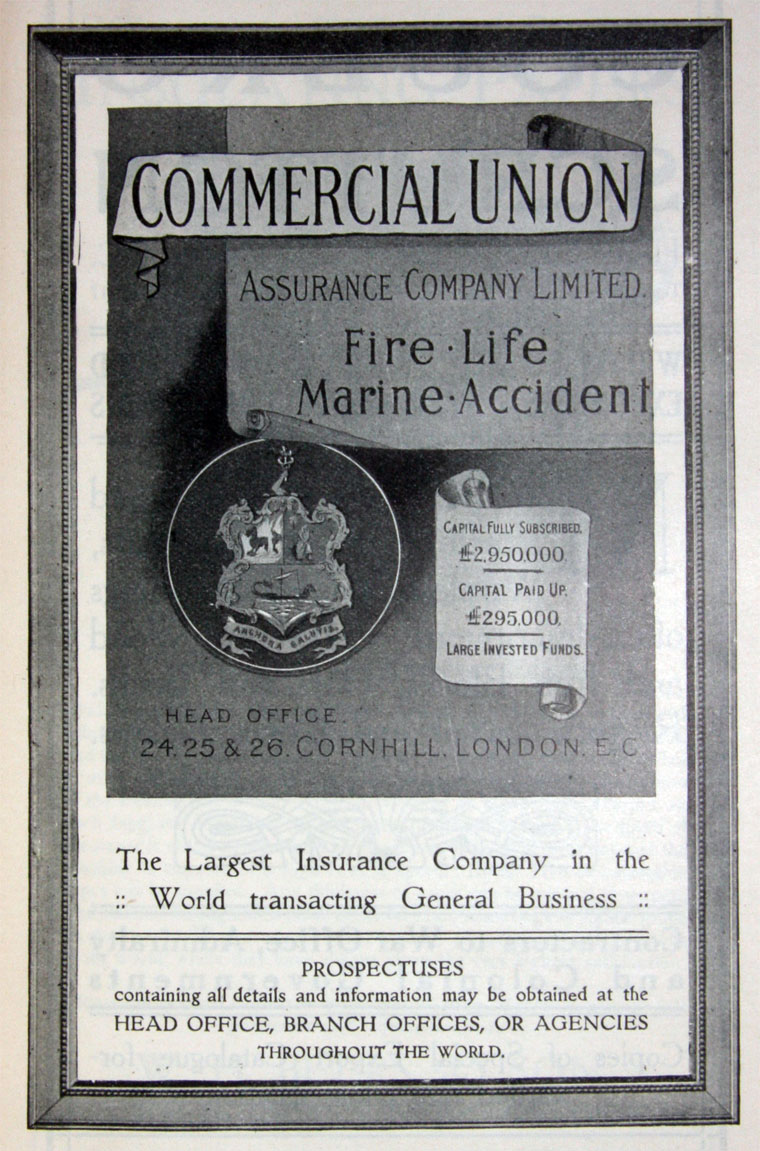 COMMERCIAL UNION
ASSURANCE COMPANY LIMITED.
Fire · Life
Marine · Accident
CAPITAL FULLY SUBSCRIBED.
£2,950,000
CAPITAL PAID UP.
£295,000.
LARGE INVESTED FUNDS.
ANCHORA SALUTIS
HEAD OFFICE.
24. 25 & 26. CORNHILL. LONDON. E.C
The Largest Insurance Company in the
:: World transacting General Business ::
PROSPECTUSES
containing all details and information may be obtained at the
HEAD OFFICE, BRANCH OFFICES, OR AGENCIES
THROUGHOUT THE WORLD.